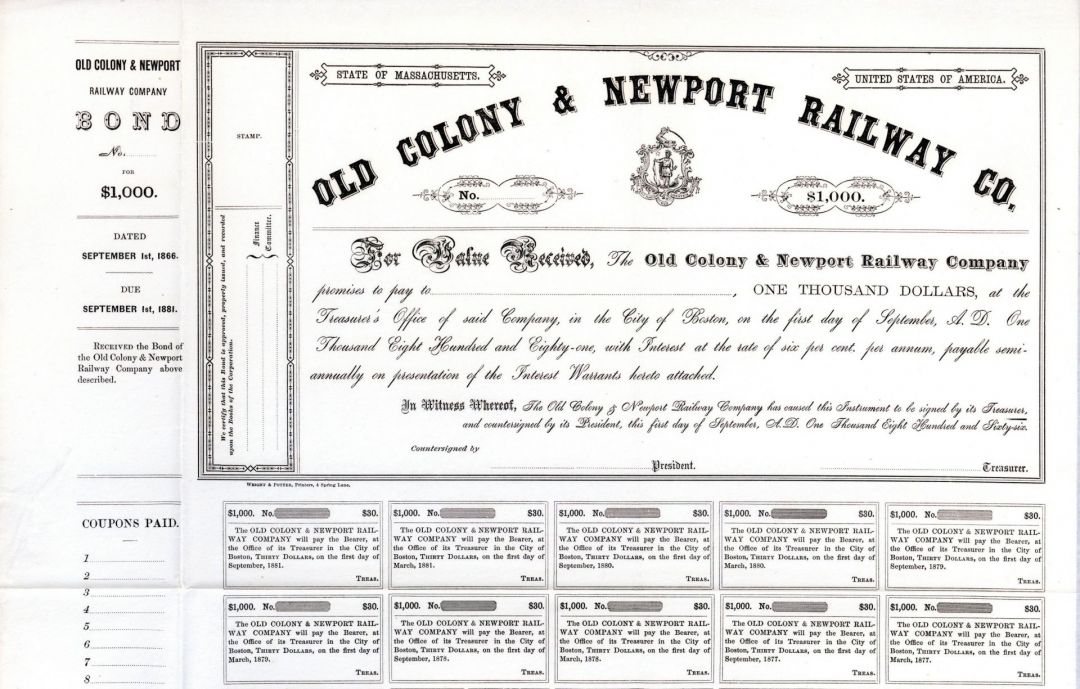 OLD COLONY & NEWPORT
RAILWAY COMPANY
BOND
No.
FOR
$1,000.
DATED
SEPTEMBER 1st, 1866.
DUE
SEPTEMBER 1st, 1881.
RECEIVED the Bond of
the Old Colony & Newport
Railway Company above
described.
COUPONS PAID.
1
2
3
4
5
6
7
8
STAMP.
We certify that this Bond is approved, properly issued, and recorded
upon the Books of the Corporation.
Finance
Committee.
STATE OF MASSACHUSETTS.
UNITED STATES OF AMERICA.
OLD COLONY & NEWPORT RAILWAY CO.
No.
$1,000.
For Value Received, The Old Colony & Newport Railway Company
promises to pay to, ONE THOUSAND DOLLARS, at the
Treasurer's Office of said Company, in the City of Boston, on the first day of September, A. D. One
Thousand Eight Hundred and Eighty-one, with Interest at the rate of six per cent. per annum, payable semi-
annually on presentation of the Interest Warrants hereto attached.
In Witness Whereof, The Old Colony & Newport Railway Company has caused this Instrument to be signed by its Treasurer,
and countersigned by its President, this first day of September, A.D. One Thousand Eight Hundred and Sixty-six.
Countersigned by
President.
Treasurer.
WRIGHT & POTTER, Printers, 4 Spring Lane.
$1,000. No. $30.
The OLD COLONY & NEWPORT RAIL-
WAY COMPANY will pay the Bearer, at
the Office of its Treasurer in the City of
Boston, THIRTY DOLLARS, on the first day of
September, 1881.
TREAS.
$1,000. No. $30.
The OLD COLONY & NEWPORT RAIL-
WAY COMPANY will pay the Bearer, at
the Office of its Treasurer in the City of
Boston, THIRTY DOLLARS, on the first day of
March, 1881.
TREAS.
$1,000. No. $30.
The OLD COLONY & NEWPORT RAIL-
WAY COMPANY will pay the Bearer, at
the Office of its Treasurer in the City of
Boston, THIRTY DOLLARS, on the first day of
September, 1880.
TREAS.
$1,000. No. $30.
The OLD COLONY & NEWPORT RAIL-
WAY COMPANY will pay the Bearer, at
the Office of its Treasurer in the City of
Boston, THIRTY DOLLARS, on the first day of
March, 1880.
TREAS.
$1,000. No. $30.
The OLD COLONY & NEWPORT RAIL-
WAY COMPANY will pay the Bearer, at
the Office of its Treasurer in the City of
Boston, THIRTY DOLLARS, on the first day of
September, 1879.
TREAS.
$1,000. No. $30.
The OLD COLONY & NEWPORT RAIL-
WAY COMPANY will pay the Bearer, at
the Office of its Treasurer in the City of
Boston, THIRTY DOLLARS, on the first day of
March, 1879.
TREAS.
$1,000. No. $30.
The OLD COLONY & NEWPORT RAIL-
WAY COMPANY will pay the Bearer, at
the Office of its Treasurer in the City of
Boston, THIRTY DOLLARS, on the first day of
September, 1878.
TREAS.
$1,000. No. $30.
The OLD COLONY & NEWPORT RAIL-
WAY COMPANY will pay the Bearer, at
the Office of its Treasurer in the City of
Boston, THIRTY DOLLARS, on the first day of
March, 1878.
TREAS.
$1,000. No. $30.
The OLD COLONY & NEWPORT RAIL-
WAY COMPANY will pay the Bearer, at
the Office of its Treasurer in the City of
Boston, THIRTY DOLLARS, on the first day of
September, 1877.
TREAS.
$1,000. No. $30.
The OLD COLONY & NEWPORT RAIL-
WAY COMPANY will pay the Bearer, at
the Office of its Treasurer in the City of
Boston, THIRTY DOLLARS, on the first day of
March, 1877.
TREAS.